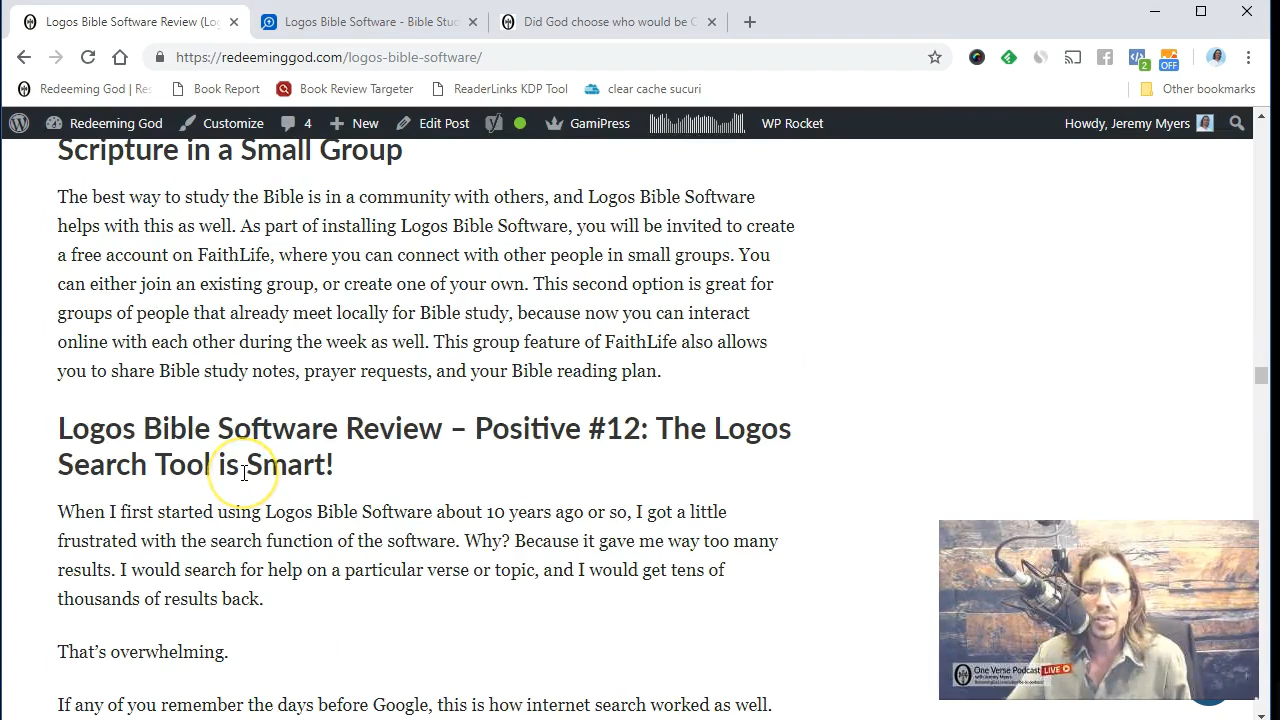 Logos Bible Software Review (Log
Logos Bible Software - Bible Stud
Did God choose who would be C
https://redeeminggod.com/logos-bible-software/
2
OFF
Redeeming God | Res
Book Report
Book Review Targeter
ReaderLinks KDP Tool
clear cache sucuri
Other bookmarks
Redeeming God
Customize
4
New
Edit Post
GamiPress
WP Rocket
Howdy, Jeremy Myers
Scripture in a Small Group
The best way to study the Bible is in a community with others, and Logos Bible Software
helps with this as well. As part of installing Logos Bible Software, you will be invited to create
a free account on FaithLife, where you can connect with other people in small groups. You
can either join an existing group, or create one of your own. This second option is great for
groups of people that already meet locally for Bible study, because now you can interact
online with each other during the week as well. This group feature of FaithLife also allows
you to share Bible study notes, prayer requests, and your Bible reading plan.
Logos Bible Software Review – Positive #12: The Logos
Search Tool is Smart!
When I first started using Logos Bible Software about 10 years ago or so, I got a little
frustrated with the search function of the software. Why? Because it gave me way too many
results. I would search for help on a particular verse or topic, and I would get tens of
thousands of results back.
That’s overwhelming.
If any of you remember the days before Google, this is how internet search worked as well.
One Verse Podcast LIVE
with Jeremy Myers